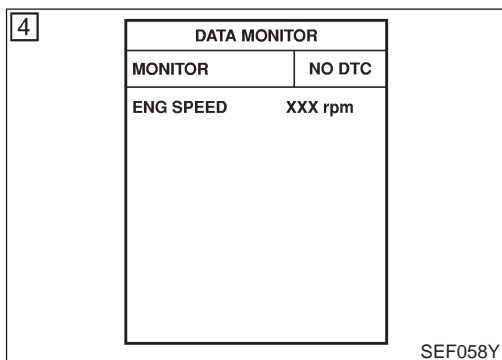 4
DATA MONITOR
MONITOR NO DTC
ENG SPEED XXX rpm
SEF058Y